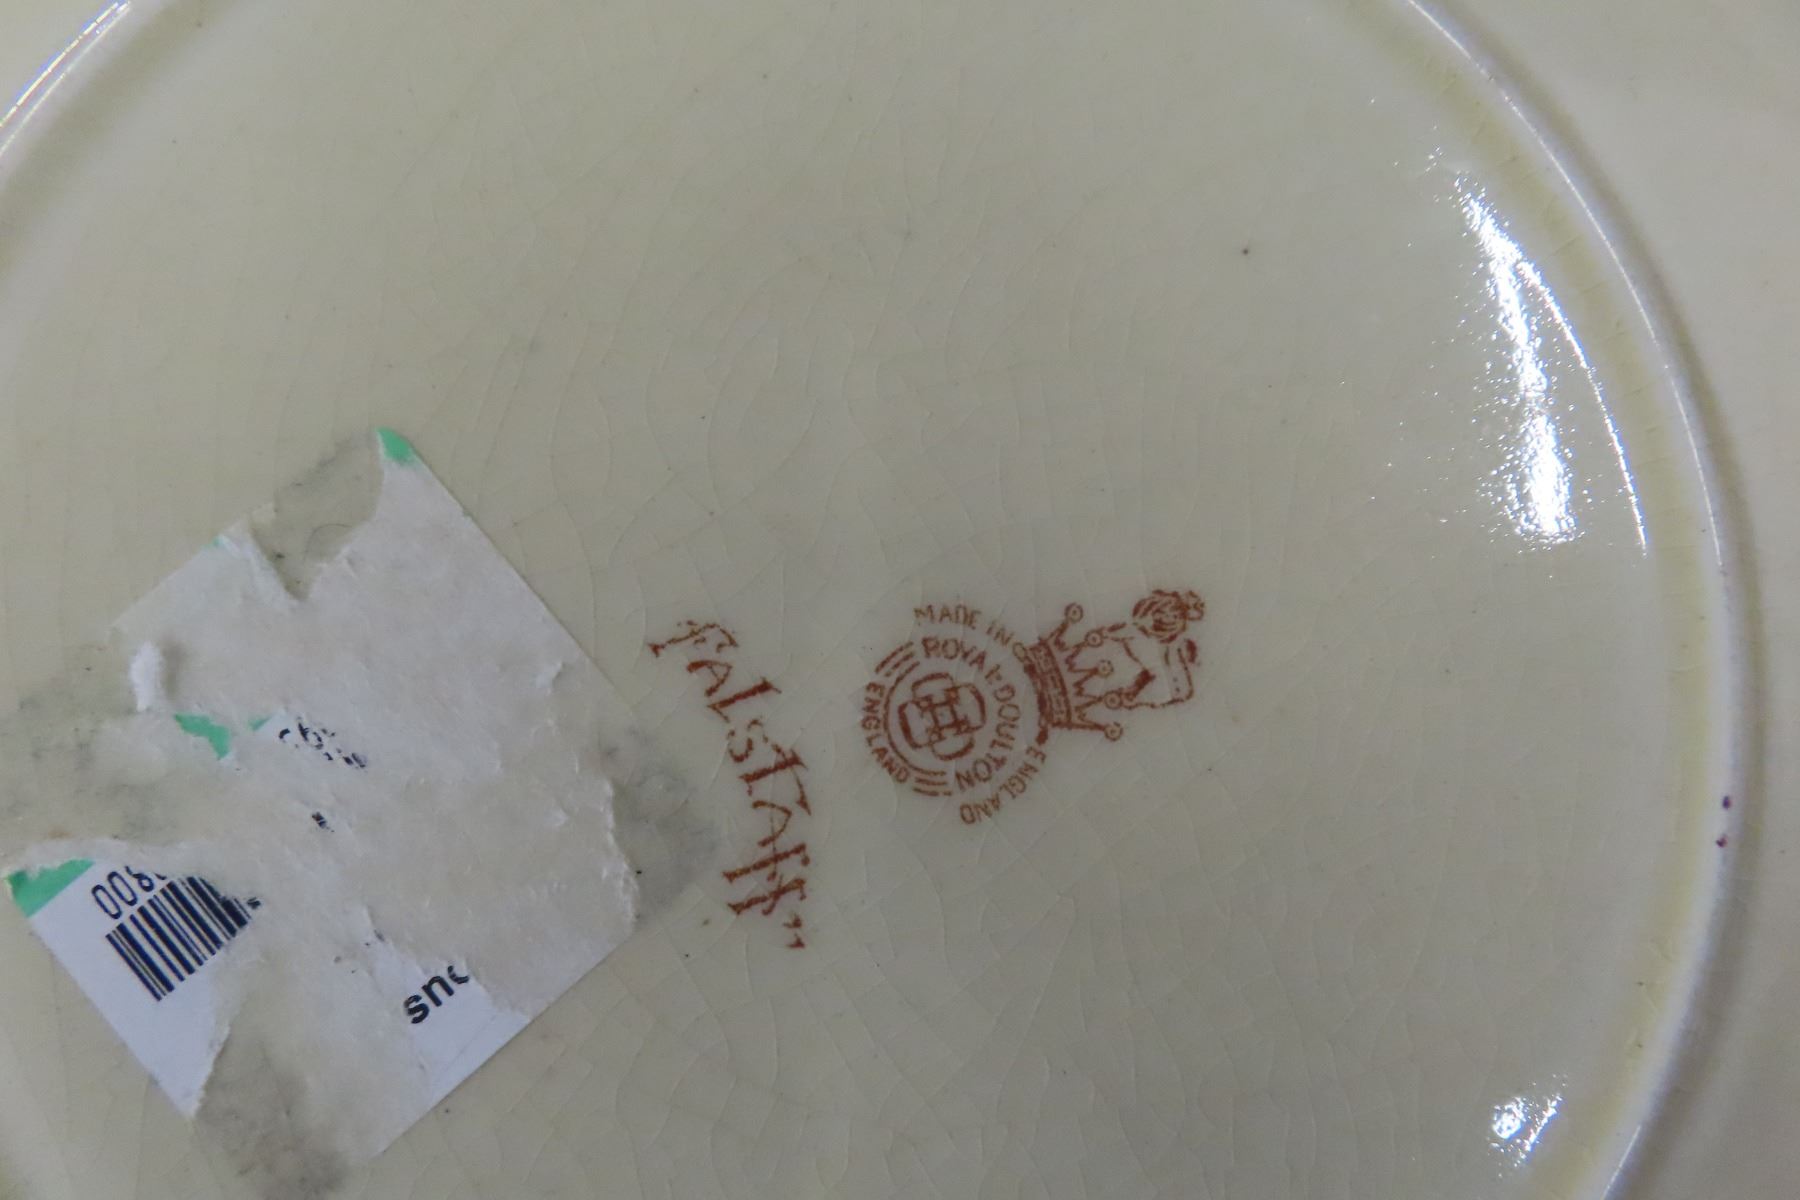 MADE IN
ENGLAND
ROYAL DOULTON
ENGLAND
"FALSTAFF"